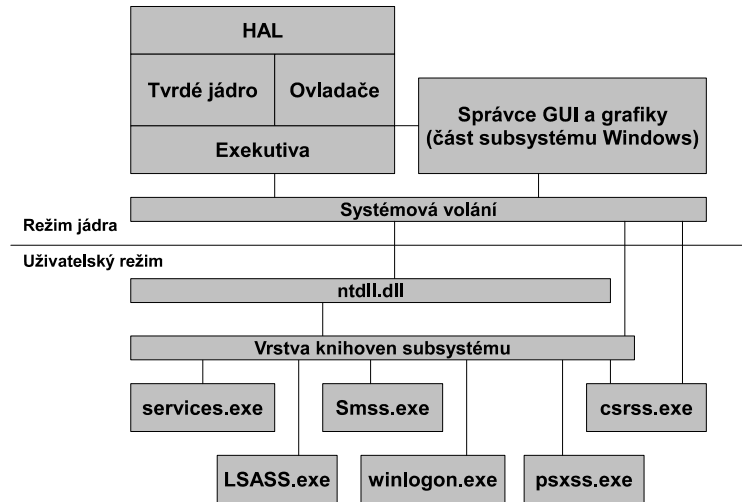 HAL
Tvrdé jádro
Ovladače
Správce GUI a grafiky
(část subsystému Windows)
Exekutiva
Systémová volání
Režim jádra
Uživatelský režim
ntdll.dll
Vrstva knihoven subsystému
services.exe
Smss.exe
csrss.exe
LSASS.exe
winlogon.exe
psxss.exe